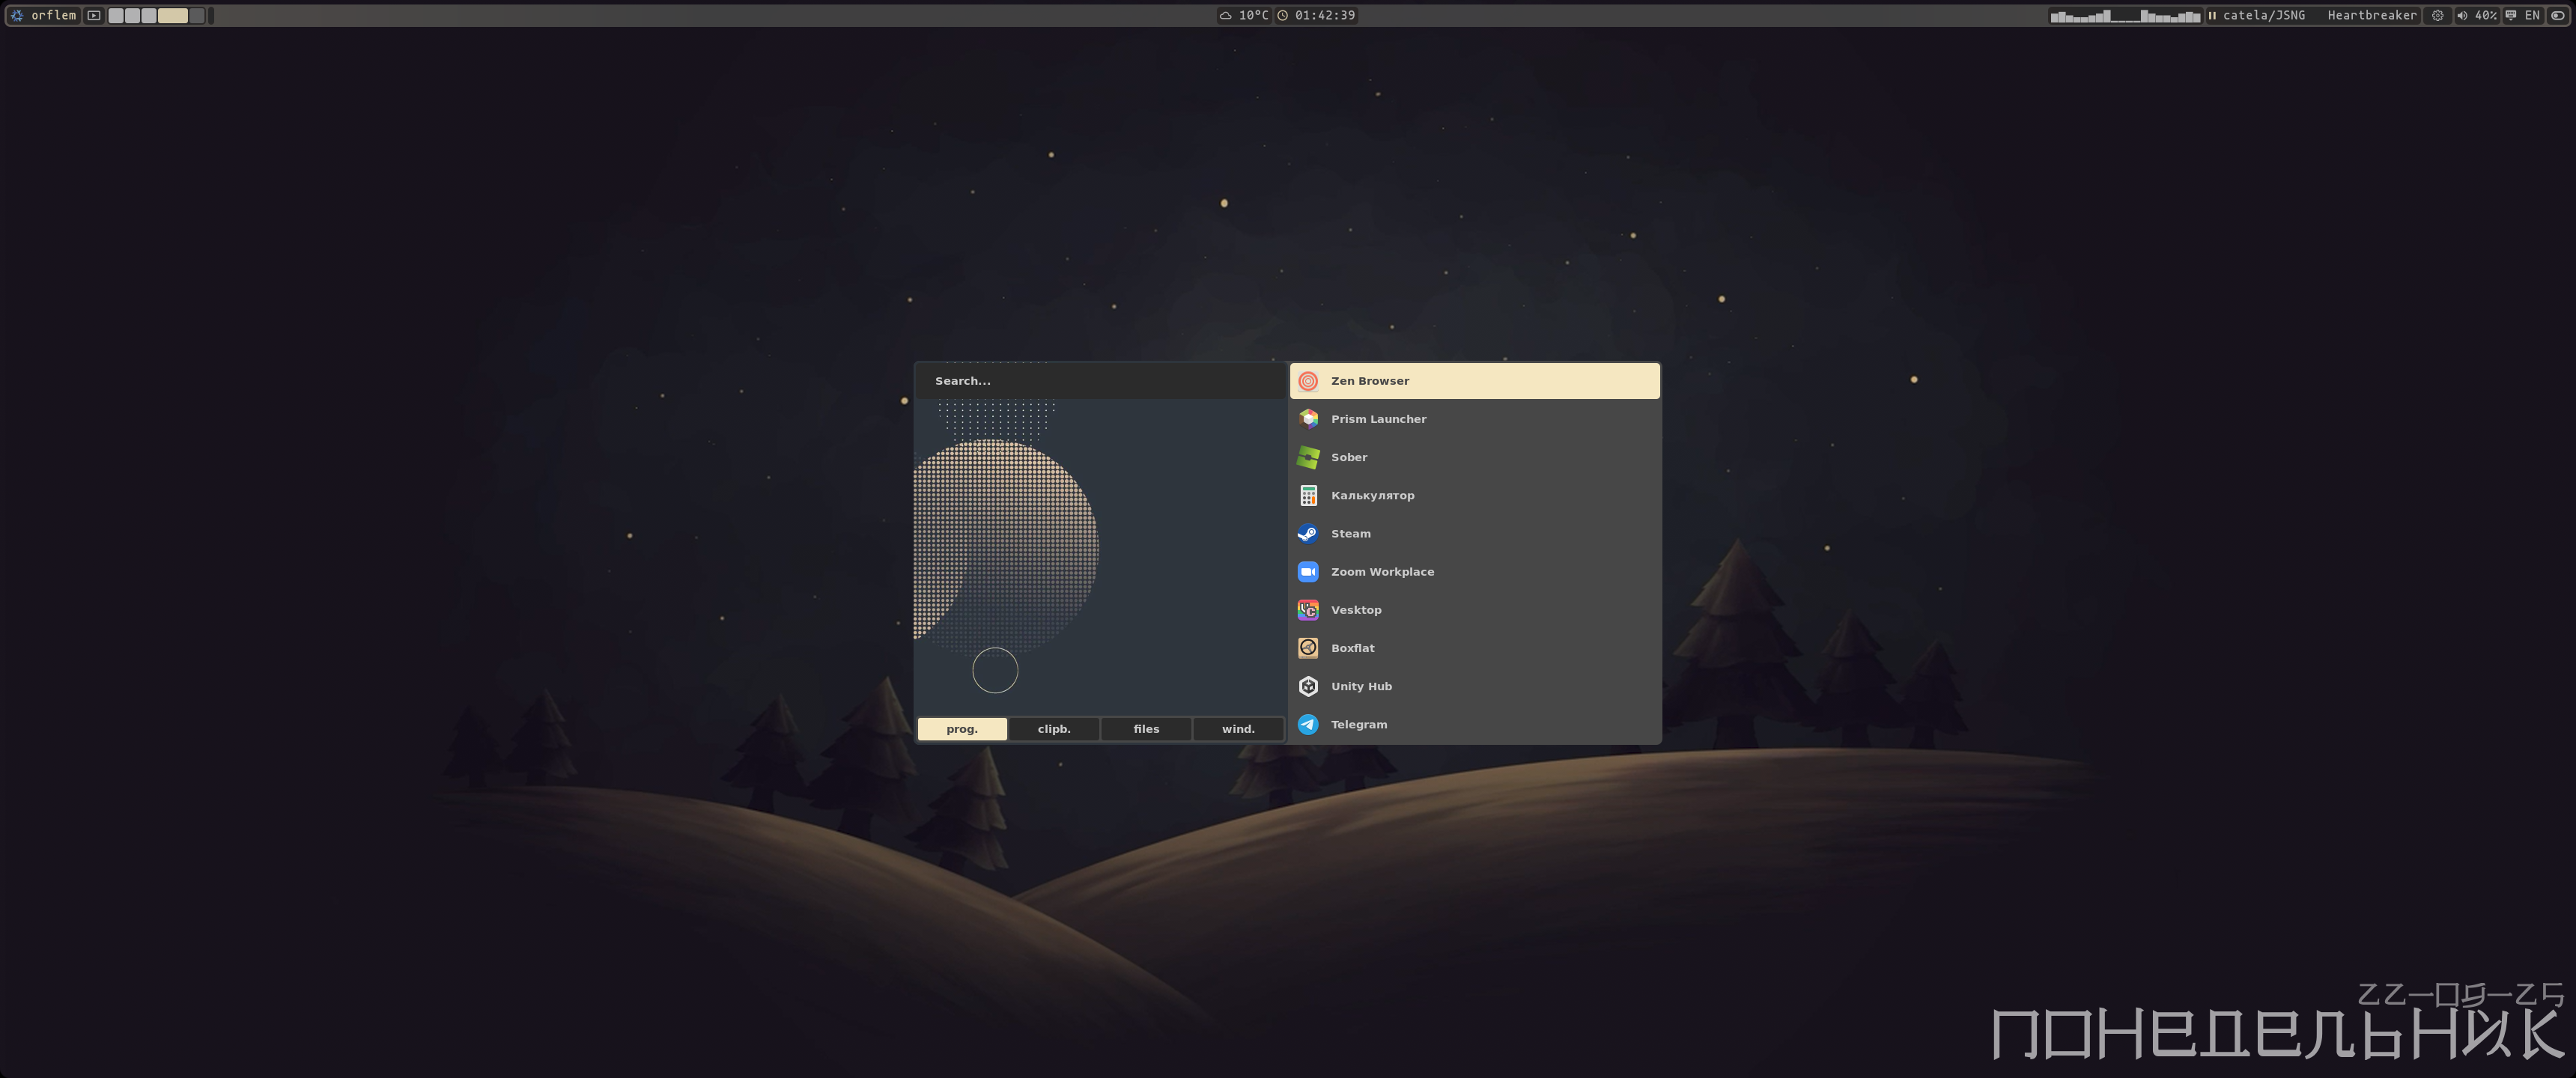 orflem
10°C 01:42:39
catela/JSNG Heartbreaker 40% EN
Search...
prog. clipb. files wind.
Zen Browser
Prism Launcher
Sober
Калькулятор
Steam
Zoom Workplace
Vesktop
Boxflat
Unity Hub
Telegram
22-09-25
ПОНЕДЕЛЬНИК